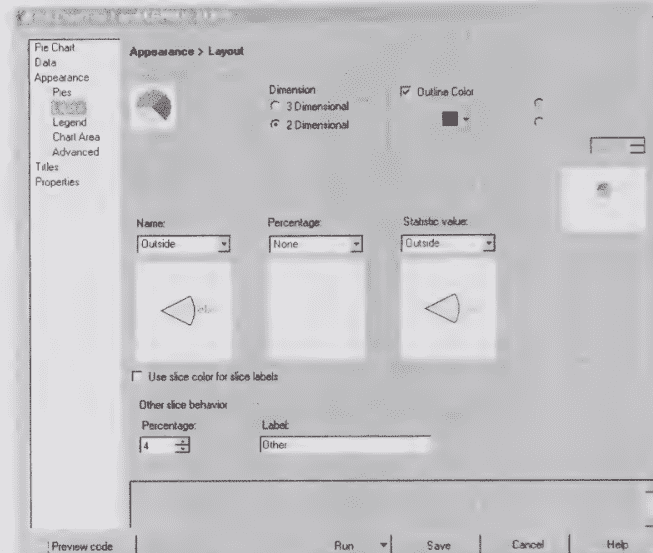 Pie Chart
Data
Appearance
Pies
Legend
Chart Area
Advanced
Titles
Properties
Appearance > Layout
Dimension
3 Dimensional
2 Dimensional
Outline Color
Name:
Percentage:
Statistic value:
Outside
None
Outside
Use slice color for slice labels
Other slice behavior
Percentage:
Label:
4
Other
Preview code
Run
Save
Cancel
Help